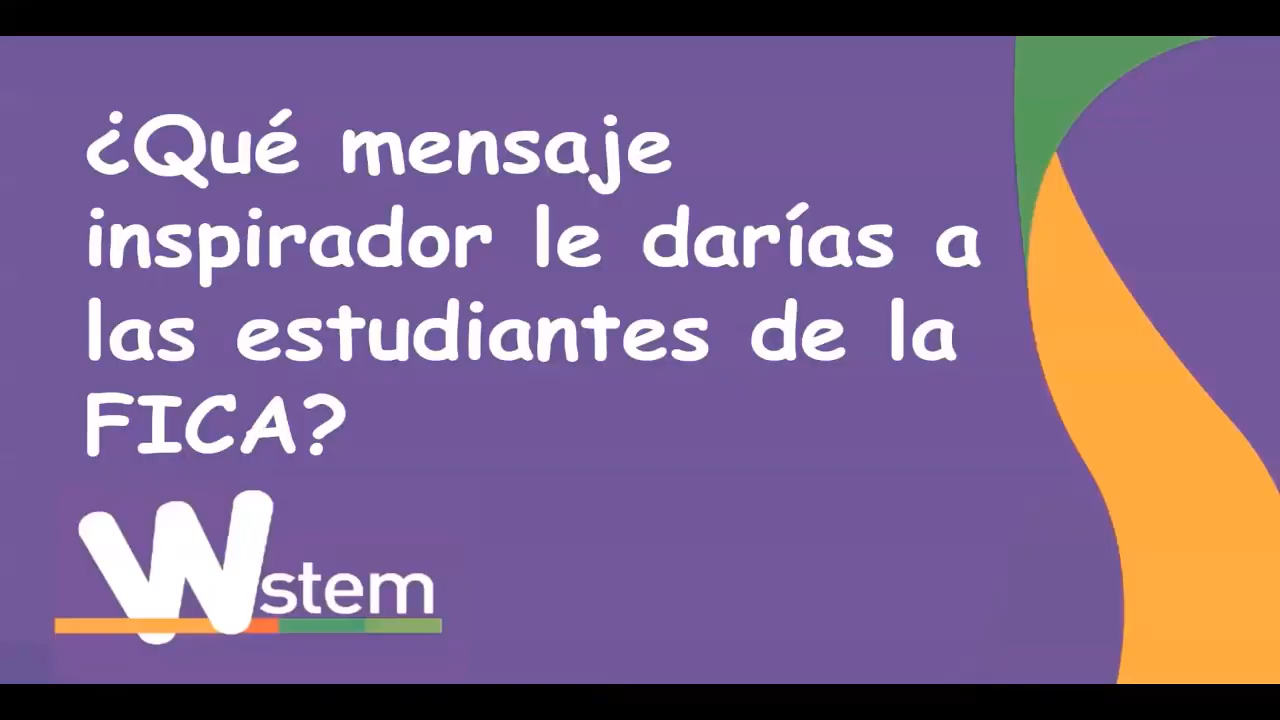 ¿Qué mensaje
inspirador le darías a
las estudiantes de la
FICA?
Wstem